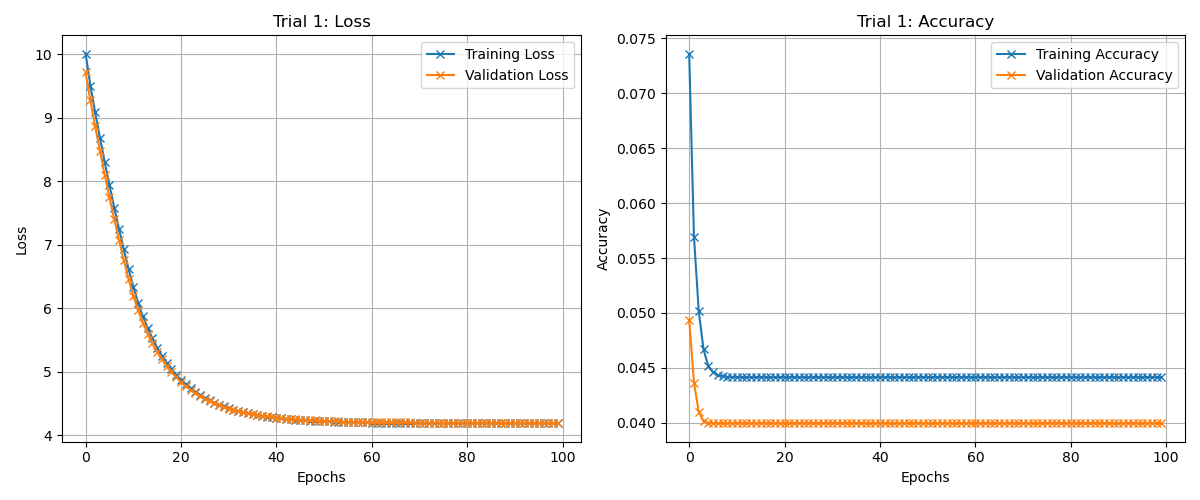 Trial 1: Loss
10
9
8
7
6
5
4
Loss
0 20 40 60 80 100
Epochs
Training Loss
Validation Loss
Trial 1: Accuracy
0.075
0.070
0.065
0.060
0.055
0.050
0.045
0.040
Accuracy
0 20 40 60 80 100
Epochs
Training Accuracy
Validation Accuracy